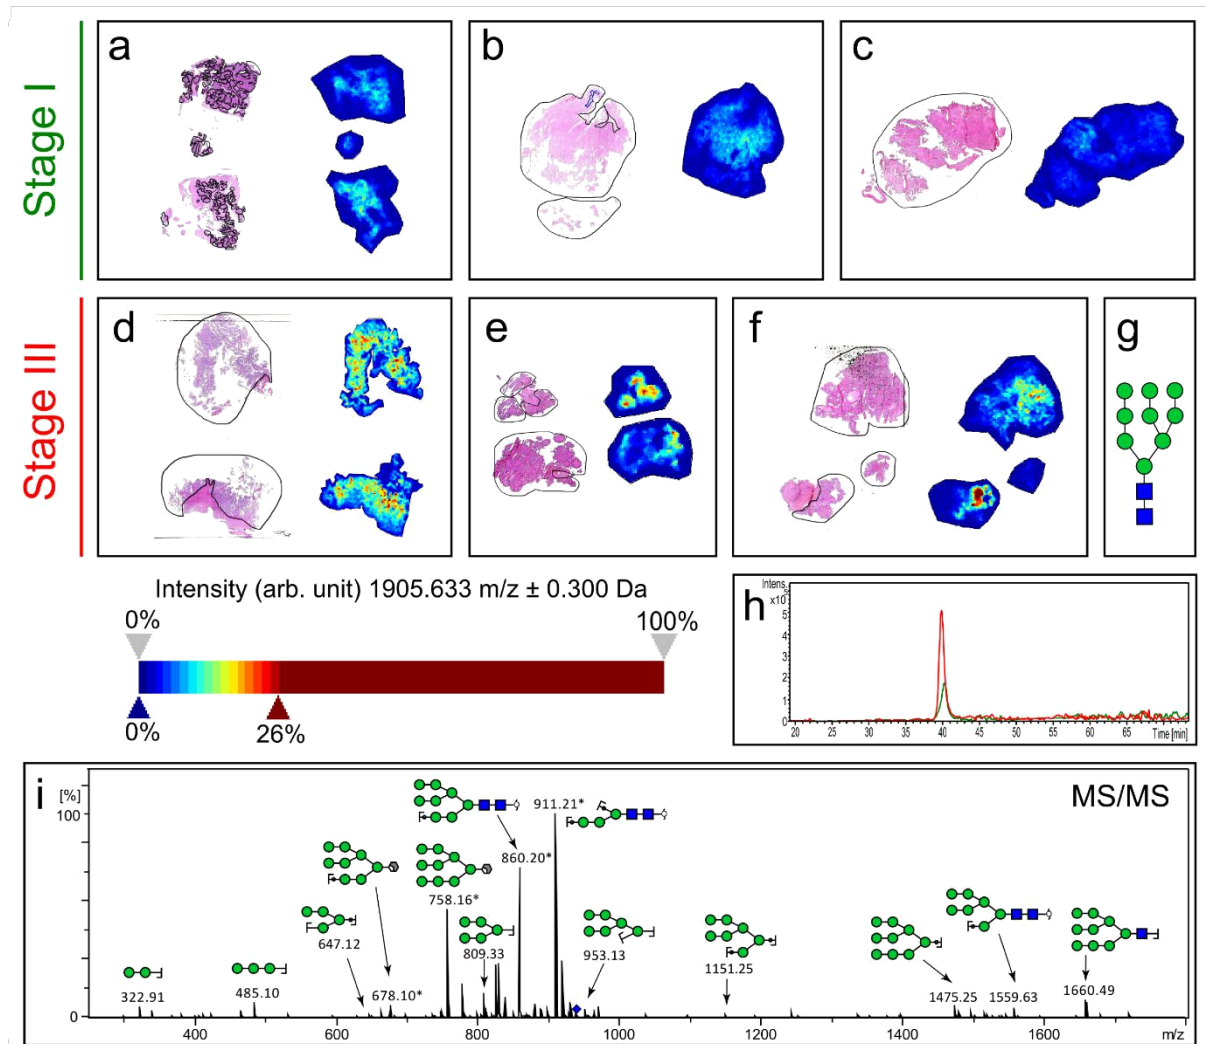 Stage I
a
b
c
Stage III
d
e
f
g
Intensity (arb. unit) 1905.633 m/z ± 0.300 Da
0%
100%
0%
26%
h
Intens.
x10
5
5
4
3
2
1
0
20
25
30
35
40
45
50
55
60
65
Time [min]
i
MS/MS
[%]
100
0
322.91
485.10
647.12
678.10*
758.16*
809.33
860.20*
911.21*
953.13
1151.25
1475.25
1559.63
1660.49
400
600
800
1000
1200
1400
1600
m/z